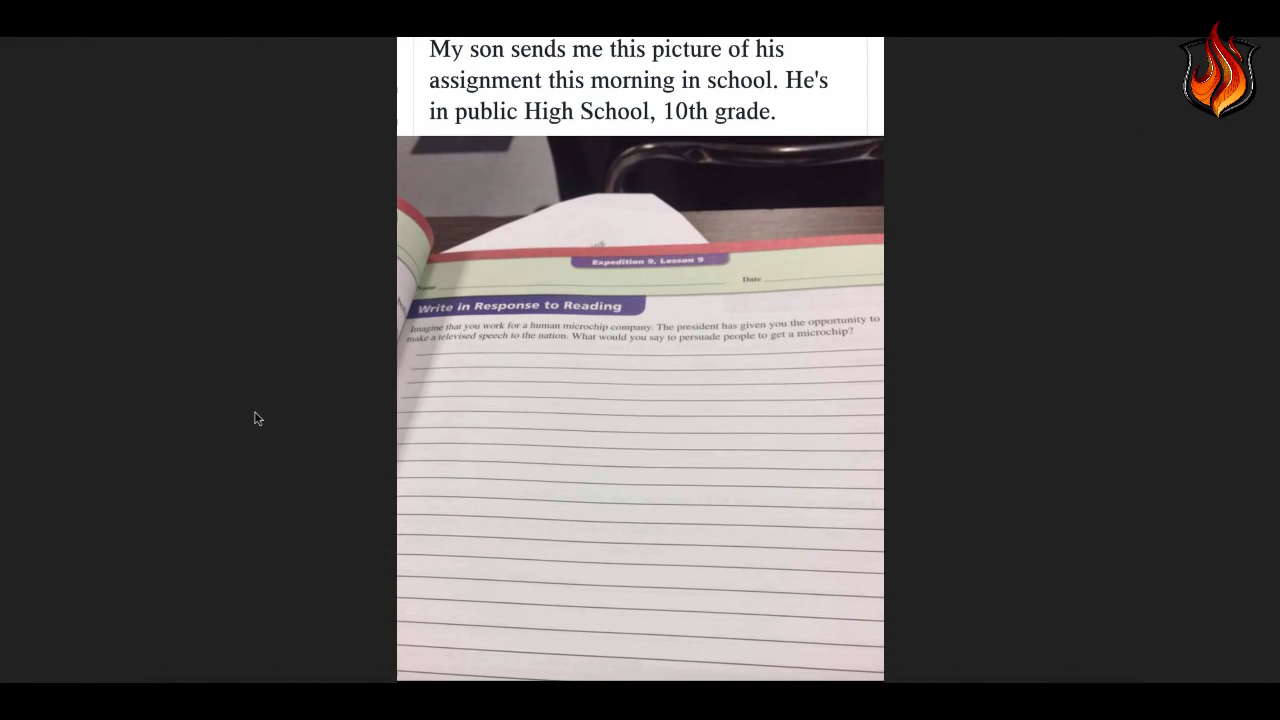 My son sends me this picture of his
assignment this morning in school. He's
in public High School, 10th grade.
Expedition 9, Lesson 9
Date
Write in Response to Reading
Imagine that you work for a human microchip company. The president has given you the opportunity to
make a televised speech to the nation. What would you say to persuade people to get a microchip?